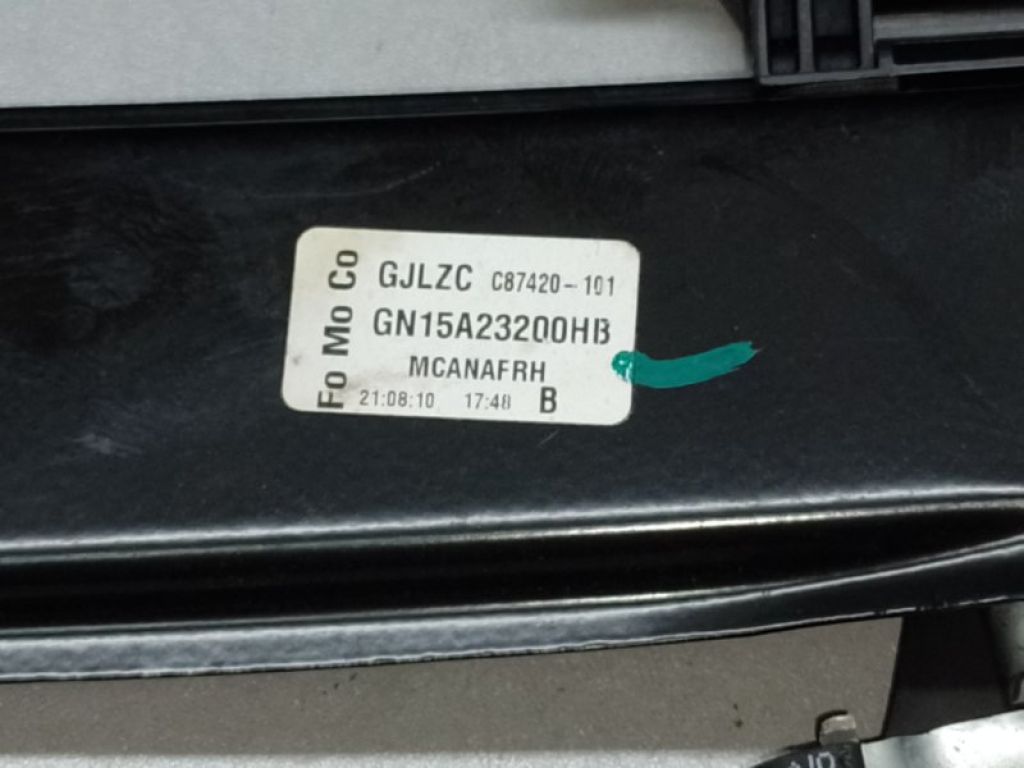 Fo Mo Co
GJLZC C87420-101
GN15A23200HB
MCANAFRH
21:08:10 17:48 B